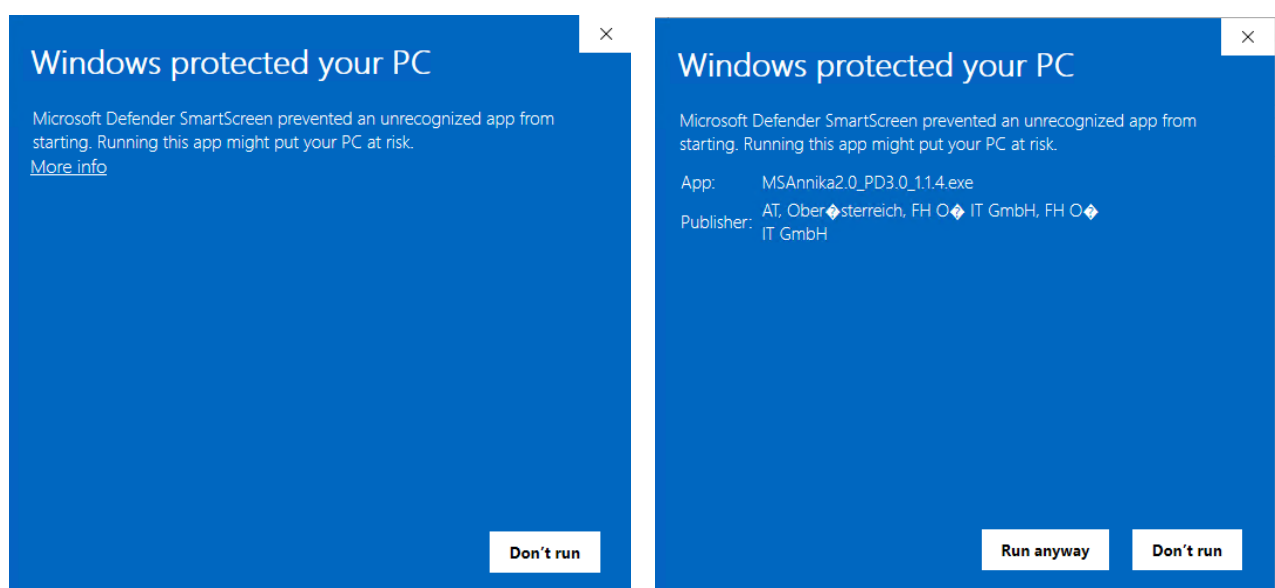 Windows protected your PC
Microsoft Defender SmartScreen prevented an unrecognized app from
starting. Running this app might put your PC at risk.
More info
Don't run
Windows protected your PC
Microsoft Defender SmartScreen prevented an unrecognized app from
starting. Running this app might put your PC at risk.
App: MSAnnika2.0_PD3.0_1.1.4.exe
Publisher: AT, Ober�sterreich, FH O� IT GmbH, FH O�
IT GmbH
Run anyway Don't run